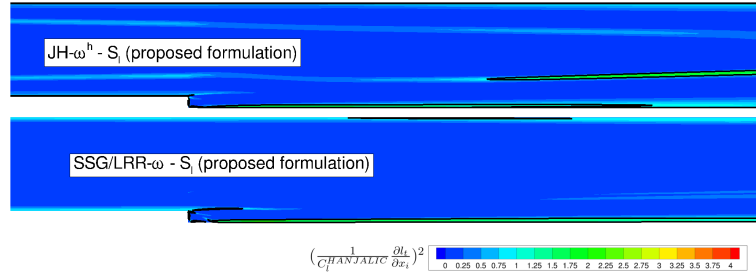 JH-ω^h - S_l (proposed formulation)
SSG/LRR-ω - S_l (proposed formulation)
(\frac{1}{C_l^{HANJALIC}} \frac{∂l_t}{∂x_i})^2
0 0.25 0.5 0.75 1 1.25 1.5 1.75 2 2.25 2.5 2.75 3 3.25 3.5 3.75 4